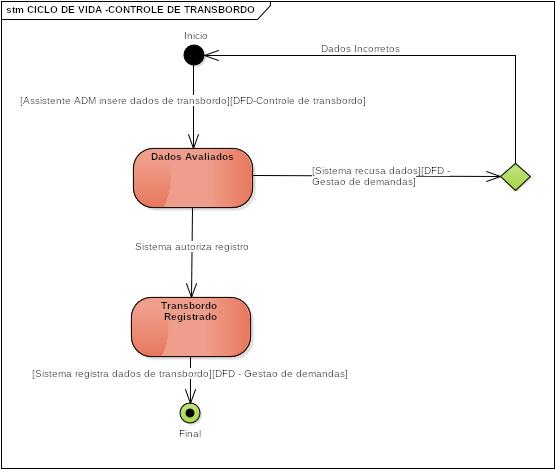 stm CICLO DE VIDA -CONTROLE DE TRANSBORDO
Inicio
Dados Incorretos
[Assistente ADM insere dados de transbordo][DFD-Controle de transbordo]
Dados Avaliados
[Sistema recusa dados][DFD -
Gestao de demandas]
Sistema autoriza registro
Transbordo
Registrado
[Sistema registra dados de transbordo][DFD - Gestao de demandas]
Final